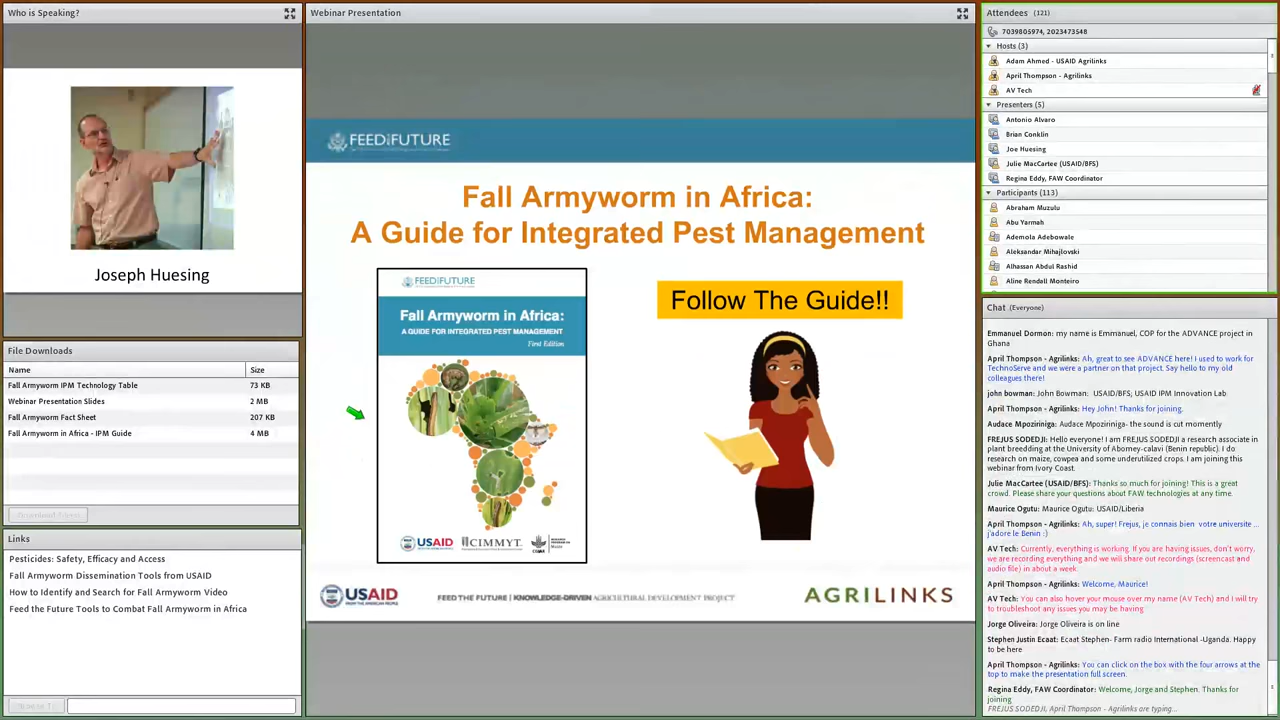 Who is Speaking?
Joseph Huesing
File Downloads
Name Size
Fall Armyworm IPM Technology Table 73 KB
Webinar Presentation Slides 2 MB
Fall Armyworm Fact Sheet 207 KB
Fall Armyworm in Africa - IPM Guide 4 MB
Links
Pesticides: Safety, Efficacy and Access
Fall Armyworm Dissemination Tools from USAID
How to Identify and Search for Fall Armyworm Video
Feed the Future Tools to Combat Fall Armyworm in Africa
Webinar Presentation
FEED THE FUTURE
Fall Armyworm in Africa:
A Guide for Integrated Pest Management
FEED THE FUTURE
Fall Armyworm in Africa:
A GUIDE FOR INTEGRATED PEST MANAGEMENT
First Edition
USAID CIMMYT
Follow The Guide!!
USAID
FROM THE AMERICAN PEOPLE
FEED THE FUTURE | KNOWLEDGE-DRIVEN AGRICULTURAL DEVELOPMENT PROJECT
AGRILINKS
Attendees (121)
7039805974, 2023473548
Hosts (3)
Adam Ahmed - USAID Agrilinks
April Thompson - Agrilinks
AV Tech
Presenters (5)
Antonio Alvaro
Brian Conklin
Joe Huesing
Julie MacCartee (USAID/BFS)
Regina Eddy, FAW Coordinator
Participants (113)
Abraham Muzulu
Abu Yarmah
Ademola Adebowale
Aleksandar Mihajlovski
Alhassan Abdul Rashid
Aline Rendall Monteiro
Chat (Everyone)
Emmanuel Dormon: my name is Emmanuel, COP for the ADVANCE project in
Ghana
April Thompson - Agrilinks: Ah, great to see ADVANCE here! I used to work for
TechnoServe and we were a partner on that project. Say hello to my old
colleagues there!
john bowman: John Bowman: USAID/BFS; USAID IPM Innovation Lab
April Thompson - Agrilinks: Hey John! Thanks for joining.
Audace Mpoziriniga: Audace Mpoziriniga- the sound is cut momently
FREJUS SODEDJI: Hello everyone! I am FREJUS SODEDJI a research associate in
plant breedting at the University of Abomey-calavi (Benin republic). I do
research on maize, cowpea and some underutilized crops. I am joining this
webinar from Ivory Coast.
Julie MacCartee (USAID/BFS): Thanks so much for joining! This is a great
crowd. Please share your questions about FAW technologies at any time.
Maurice Ogutu: Maurice Ogutu: USAID/Liberia
April Thompson - Agrilinks: Ah, super! Frejus, je connais bien votre universite ...
j'adore le Benin :)
AV Tech: Currently, everything is working. If you are having issues, don't worry,
we are recording everything and we will share out recordings (screencast and
audio file) in about a week.
April Thompson - Agrilinks: Welcome, Maurice!
AV Tech: You can also hover your mouse over my name (AV Tech) and I will try
to troubleshoot any issues you may be having
Jorge Oliveira: Jorge Oliveira is on line
Stephen Justin Ecaat: Ecaat Stephen- Farm radio International -Uganda. Happy
to be here
April Thompson - Agrilinks: You can click on the box with the four arrows at the
top to make the presentation full screen.
Regina Eddy, FAW Coordinator: Welcome, Jorge and Stephen. Thanks for
joining
FREJUS SODEDJI, April Thompson - Agrilinks are typing...